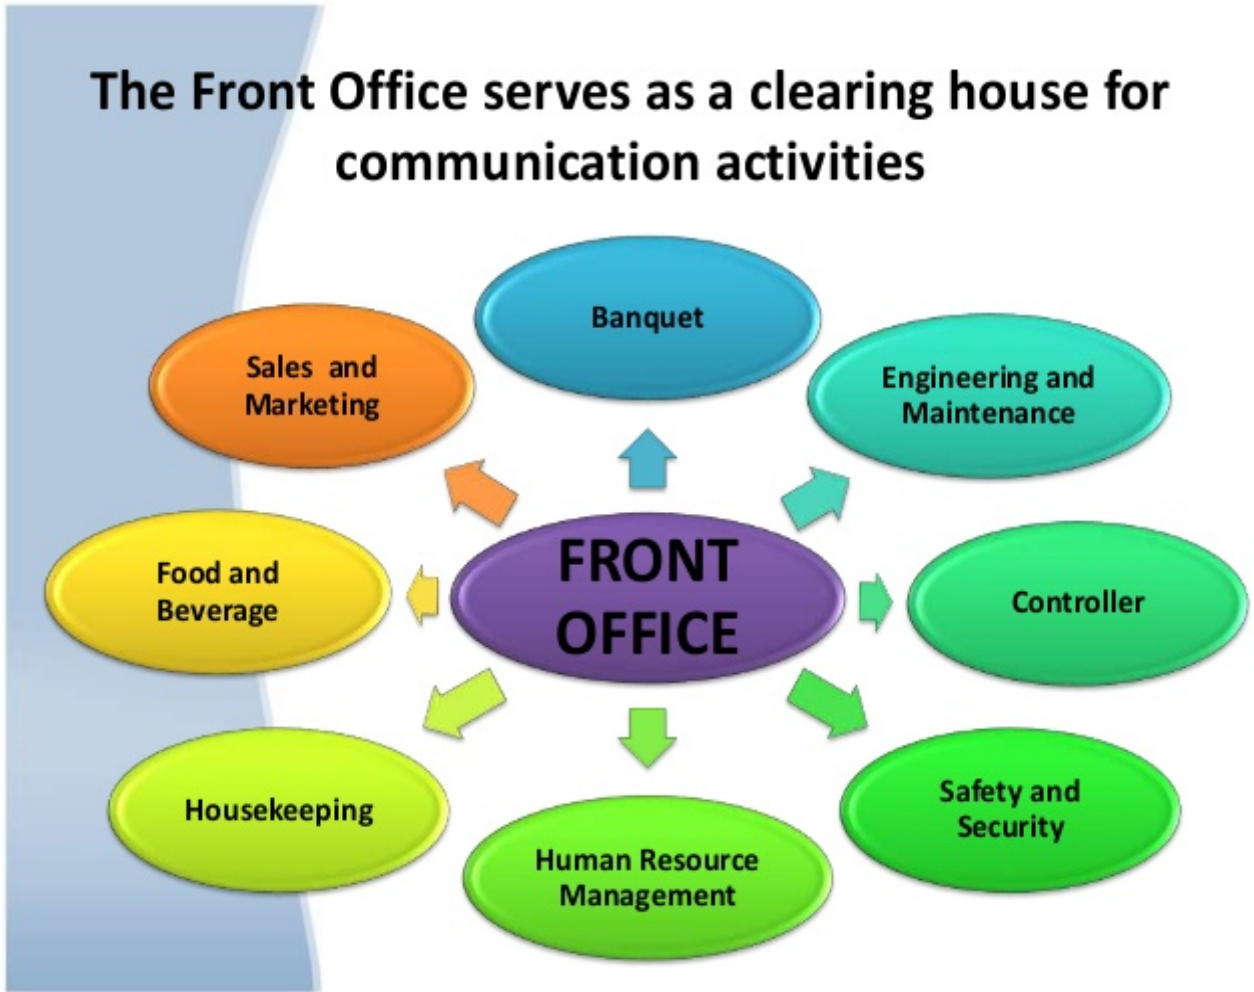 The Front Office serves as a clearing house for
communication activities
Banquet
Sales and
Marketing
Engineering and
Maintenance
FRONT
OFFICE
Food and
Beverage
Controller
Housekeeping
Safety and
Security
Human Resource
Management